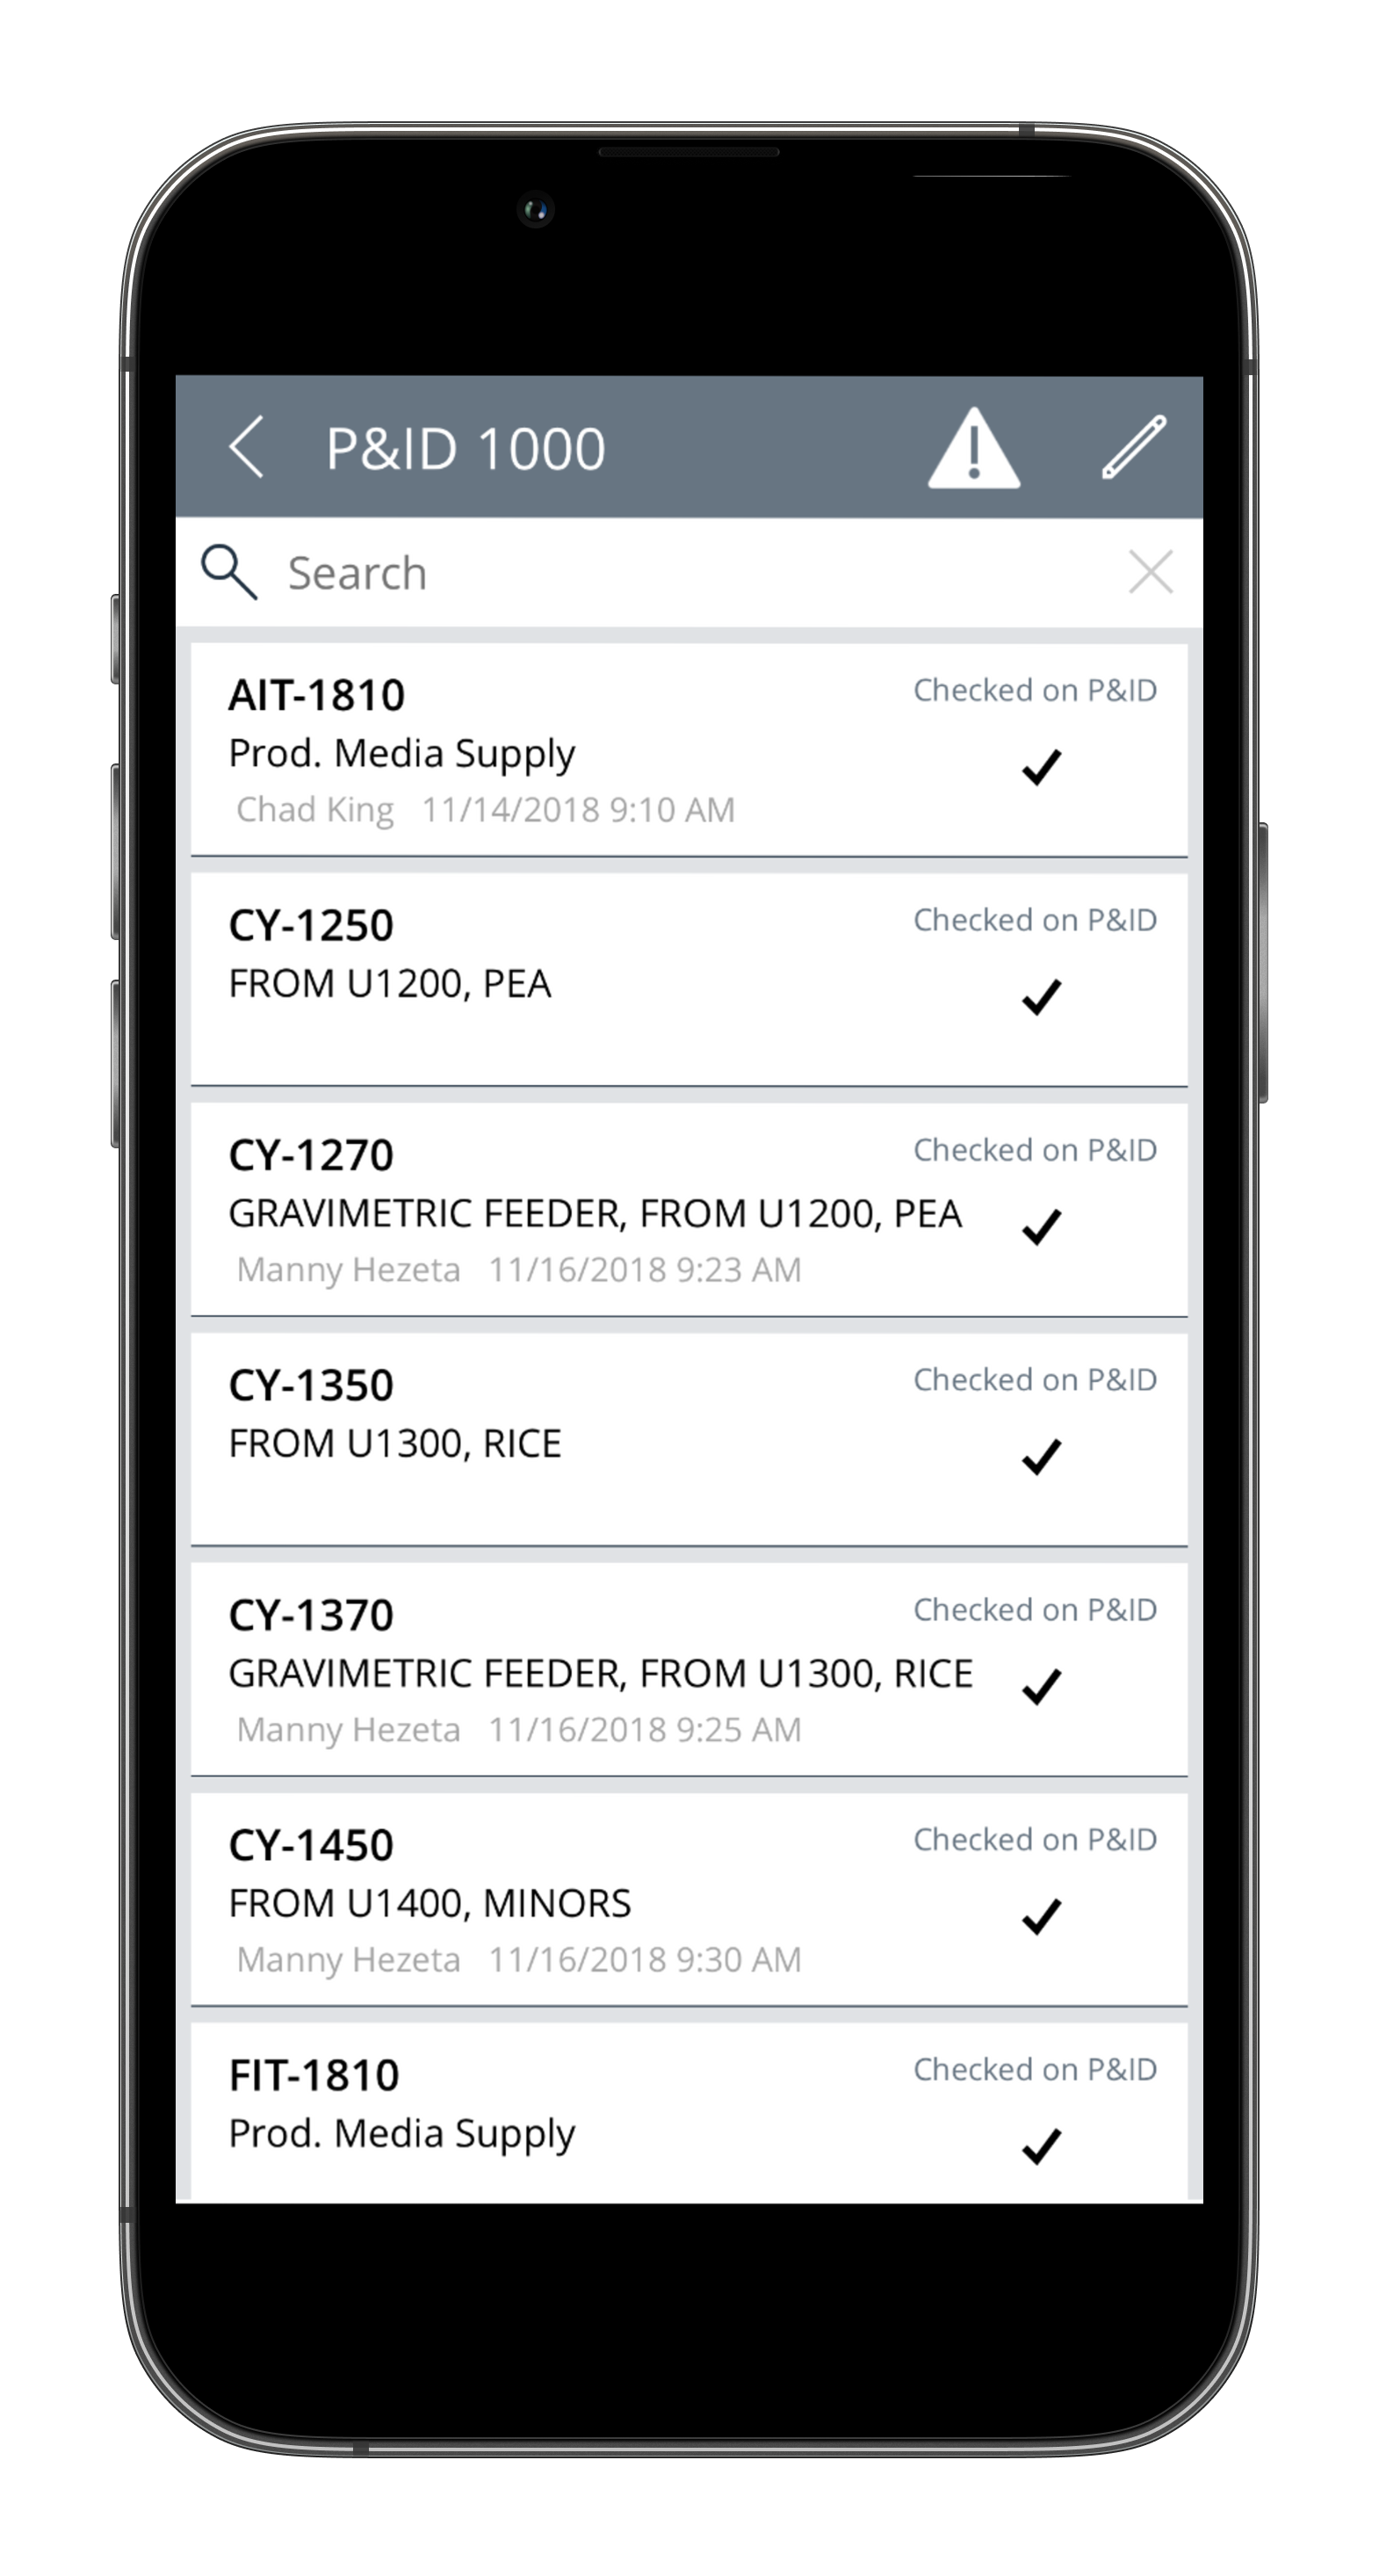 P&ID 1000
Search
AIT-1810
Checked on P&ID
Prod. Media Supply
Chad King 11/14/2018 9:10 AM
CY-1250
Checked on P&ID
FROM U1200, PEA
CY-1270
Checked on P&ID
GRAVIMETRIC FEEDER, FROM U1200, PEA
Manny Hezeta 11/16/2018 9:23 AM
CY-1350
Checked on P&ID
FROM U1300, RICE
CY-1370
Checked on P&ID
GRAVIMETRIC FEEDER, FROM U1300, RICE
Manny Hezeta 11/16/2018 9:25 AM
CY-1450
Checked on P&ID
FROM U1400, MINORS
Manny Hezeta 11/16/2018 9:30 AM
FIT-1810
Checked on P&ID
Prod. Media Supply